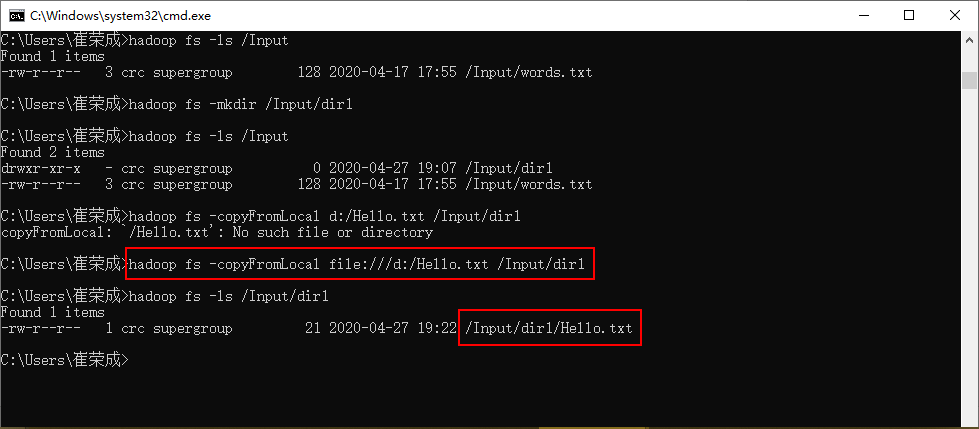 C:\Windows\system32\cmd.exe
C:\Users\崔荣成>hadoop fs -ls /Input
Found 1 items
-rw-r--r--   3 crc supergroup        128 2020-04-17 17:55 /Input/words.txt
C:\Users\崔荣成>hadoop fs -mkdir /Input/dir1
C:\Users\崔荣成>hadoop fs -ls /Input
Found 2 items
drwxr-xr-x   - crc supergroup          0 2020-04-27 19:07 /Input/dir1
-rw-r--r--   3 crc supergroup        128 2020-04-17 17:55 /Input/words.txt
C:\Users\崔荣成>hadoop fs -copyFromLocal d:/Hello.txt /Input/dir1
copyFromLocal: `/Hello.txt': No such file or directory
C:\Users\崔荣成>hadoop fs -copyFromLocal file:///d:/Hello.txt /Input/dir1
C:\Users\崔荣成>hadoop fs -ls /Input/dir1
Found 1 items
-rw-r--r--   1 crc supergroup         21 2020-04-27 19:22 /Input/dir1/Hello.txt
C:\Users\崔荣成>